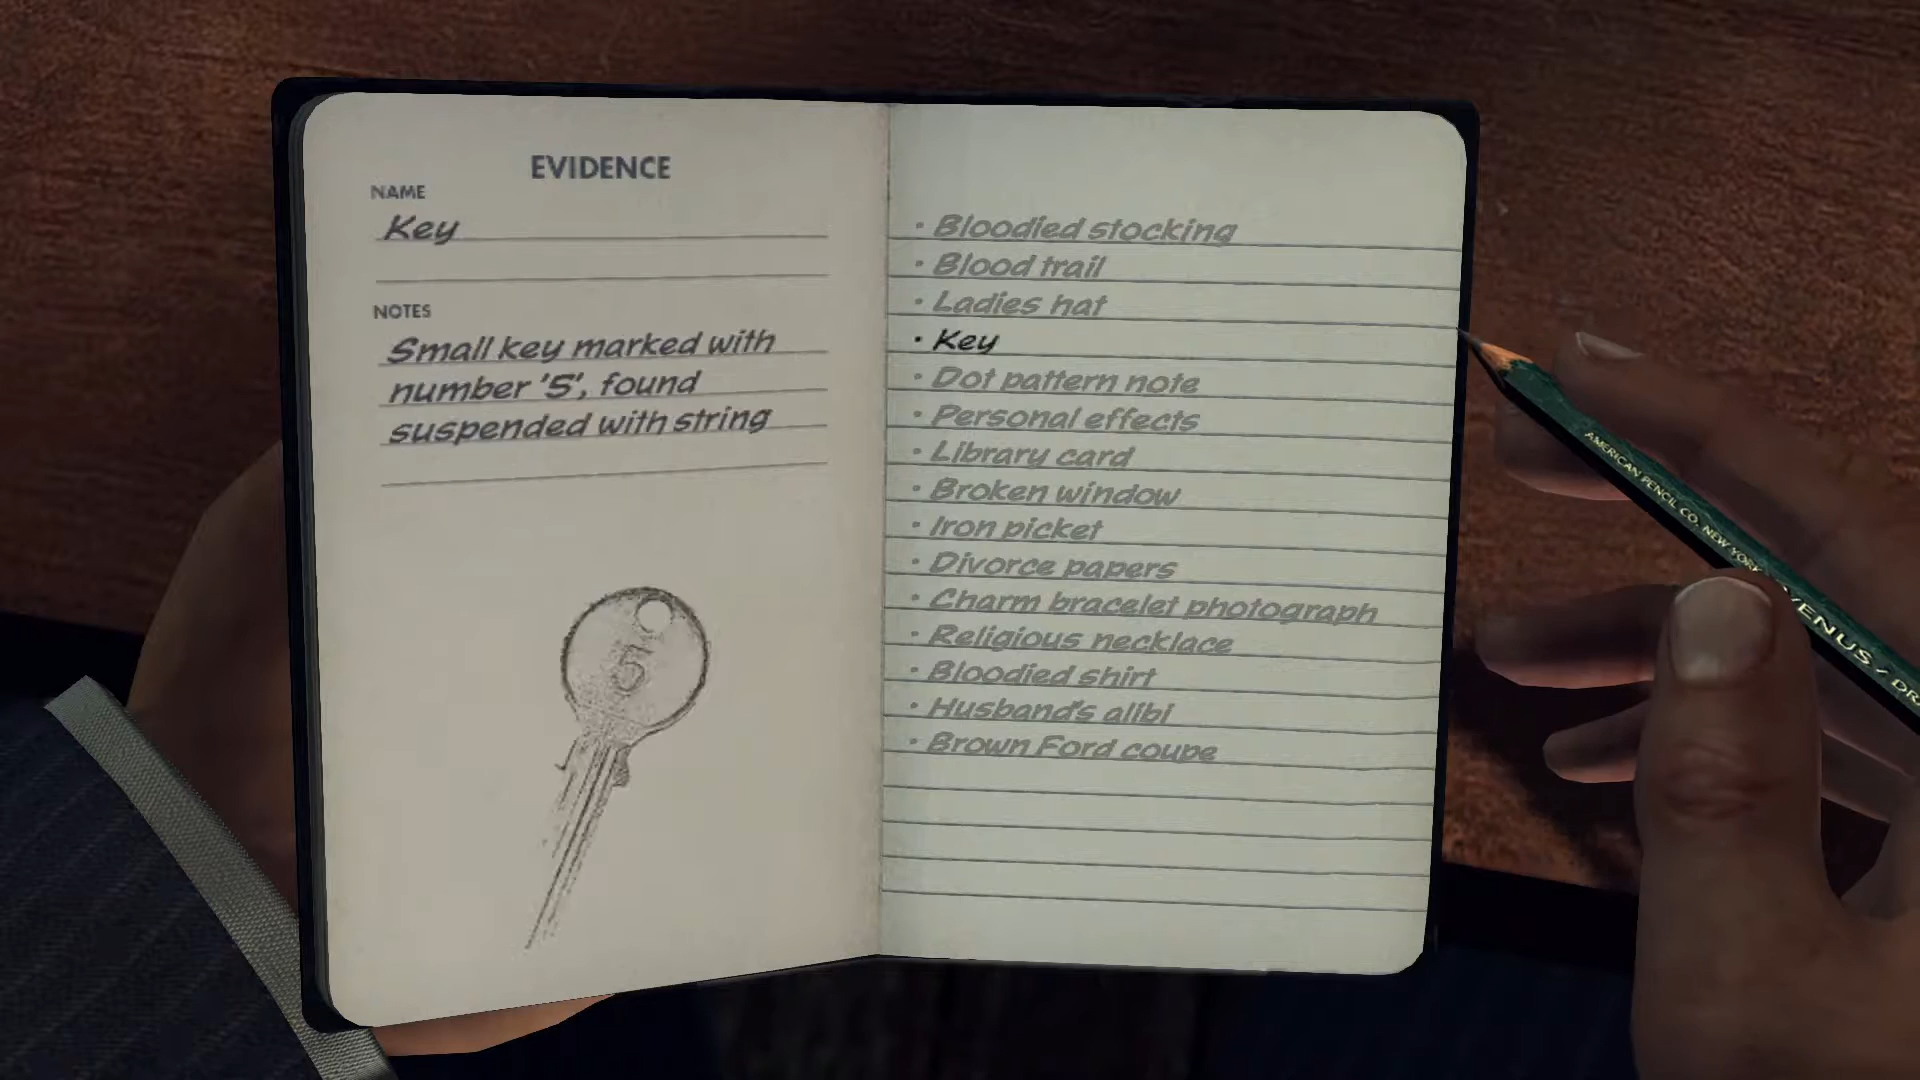 EVIDENCE
NAME
Key
NOTES
Small key marked with
number '5', found
suspended with string
5
· Bloodied stocking
· Blood trail
· Ladies hat
· Key
· Dot pattern note
· Personal effects
· Library card
· Broken window
· Iron picket
· Divorce papers
· Charm bracelet photograph
· Religious necklace
· Bloodied shirt
· Husband's alibi
· Brown Ford coupe
AMERICAN PENCIL CO. NEW YORK VENUS / DR